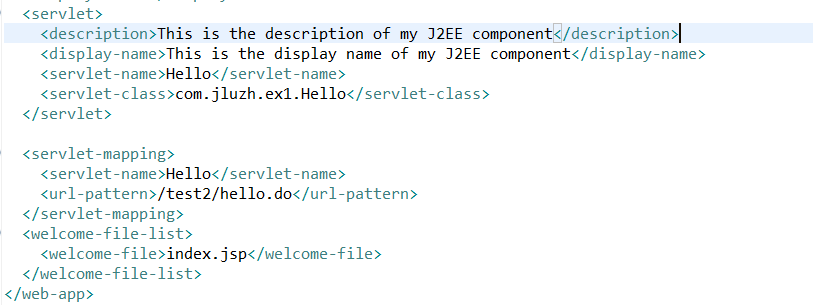 <servlet>
<description>This is the description of my J2EE component</description>
<display-name>This is the display name of my J2EE component</display-name>
<servlet-name>Hello</servlet-name>
<servlet-class>com.jluzh.ex1.Hello</servlet-class>
</servlet>
<servlet-mapping>
<servlet-name>Hello</servlet-name>
<url-pattern>/test2/hello.do</url-pattern>
</servlet-mapping>
<welcome-file-list>
<welcome-file>index.jsp</welcome-file>
</welcome-file-list>
</web-app>